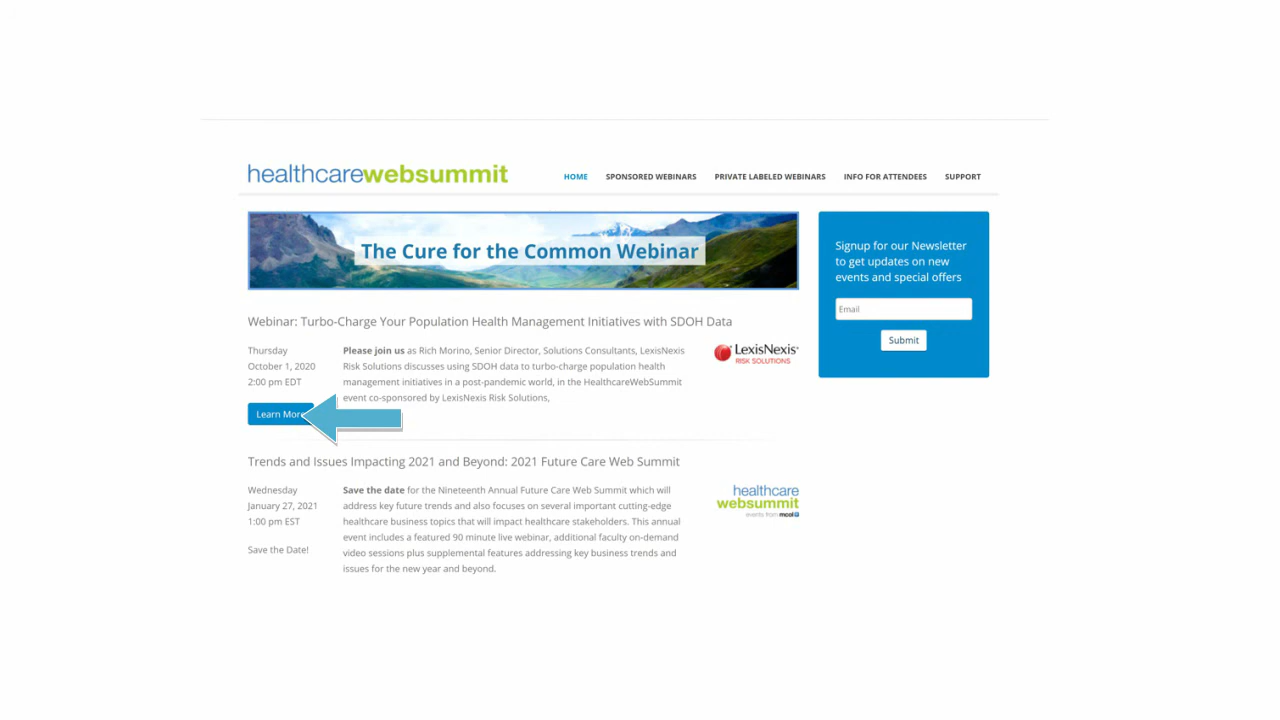 healthcarewebsummit
HOME SPONSORED WEBINARS PRIVATE LABELED WEBINARS INFO FOR ATTENDEES SUPPORT
The Cure for the Common Webinar
Signup for our Newsletter
to get updates on new
events and special offers
Email
Submit
Webinar: Turbo-Charge Your Population Health Management Initiatives with SDOH Data
Thursday
October 1, 2020
2:00 pm EDT
Learn More
Please join us as Rich Morino, Senior Director, Solutions Consultants, LexisNexis
Risk Solutions discusses using SDOH data to turbo-charge population health
management initiatives in a post-pandemic world, in the HealthcareWebSummit
event co-sponsored by LexisNexis Risk Solutions,
LexisNexis
RISK SOLUTIONS
Trends and Issues Impacting 2021 and Beyond: 2021 Future Care Web Summit
Wednesday
January 27, 2021
1:00 pm EST
Save the Date!
Save the date for the Nineteenth Annual Future Care Web Summit which will
address key future trends and also focuses on several important cutting-edge
healthcare business topics that will impact healthcare stakeholders. This annual
event includes a featured 90 minute live webinar, additional faculty on-demand
video sessions plus supplemental features addressing key business trends and
issues for the new year and beyond.
healthcare
websummit
events from mcol